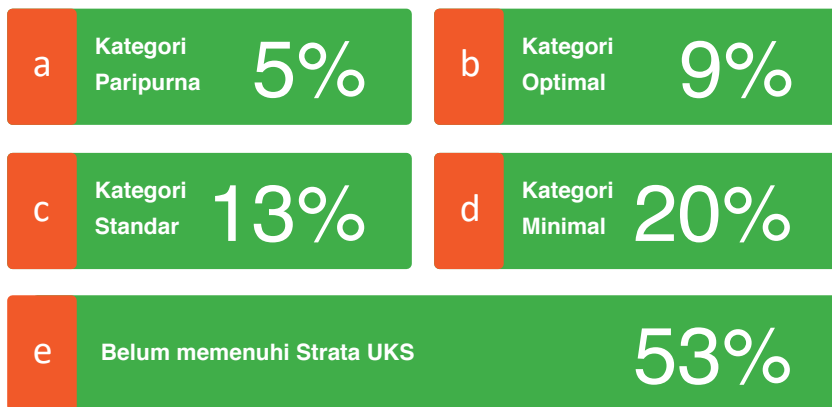 a
Kategori
Paripurna
5%
b
Kategori
Optimal
9%
c
Kategori
Standar
13%
d
Kategori
Minimal
20%
e
Belum memenuhi Strata UKS
53%